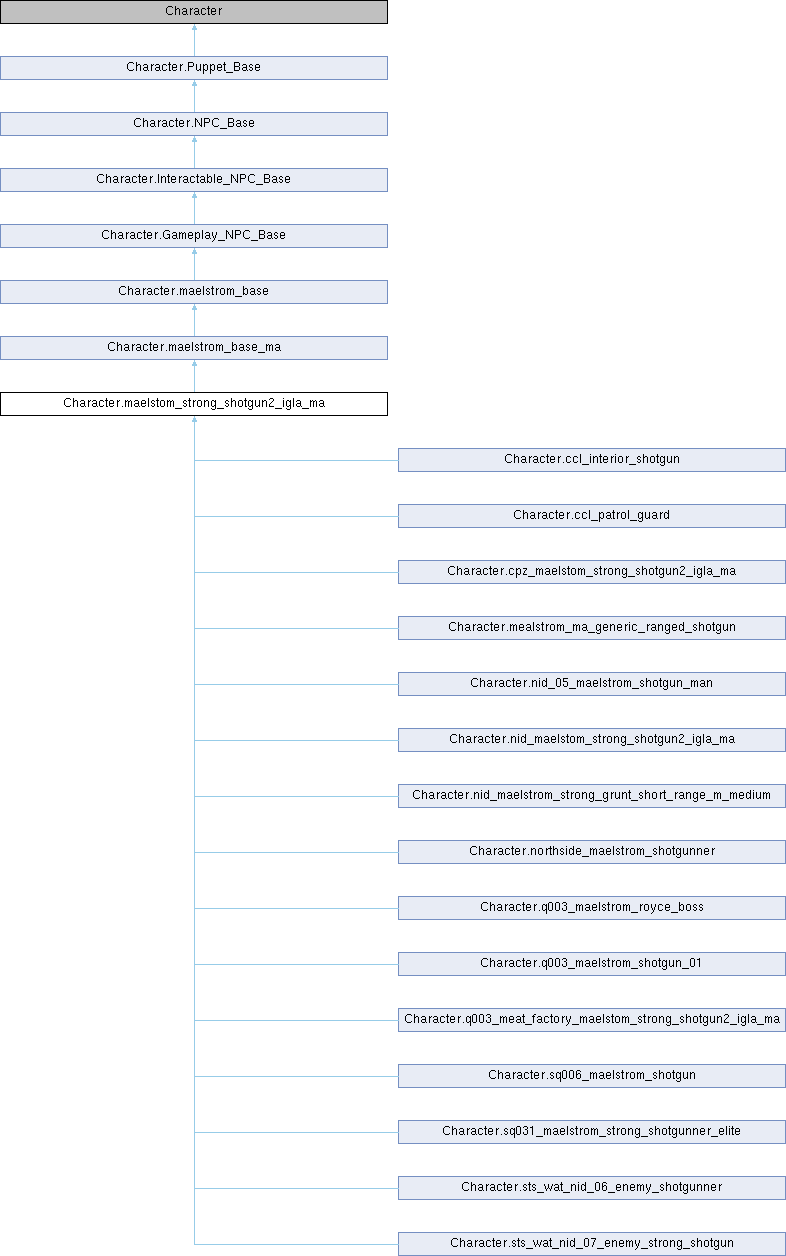 Character
Character.Puppet_Base
Character.NPC_Base
Character.Interactable_NPC_Base
Character.Gameplay_NPC_Base
Character.maelstrom_base
Character.maelstrom_base_ma
Character.maelstom_strong_shotgun2_igla_ma
Character.ccl_interior_shotgun
Character.ccl_patrol_guard
Character.cpz_maelstom_strong_shotgun2_igla_ma
Character.mealstrom_ma_generic_ranged_shotgun
Character.nid_05_maelstrom_shotgun_man
Character.nid_maelstom_strong_shotgun2_igla_ma
Character.nid_maelstrom_strong_grunt_short_range_m_medium
Character.northside_maelstrom_shotgunner
Character.q003_maelstrom_royce_boss
Character.q003_maelstrom_shotgun_01
Character.q003_meat_factory_maelstom_strong_shotgun2_igla_ma
Character.sq006_maelstrom_shotgun
Character.sq031_maelstrom_strong_shotgunner_elite
Character.sts_wat_nid_06_enemy_shotgunner
Character.sts_wat_nid_07_enemy_strong_shotgun